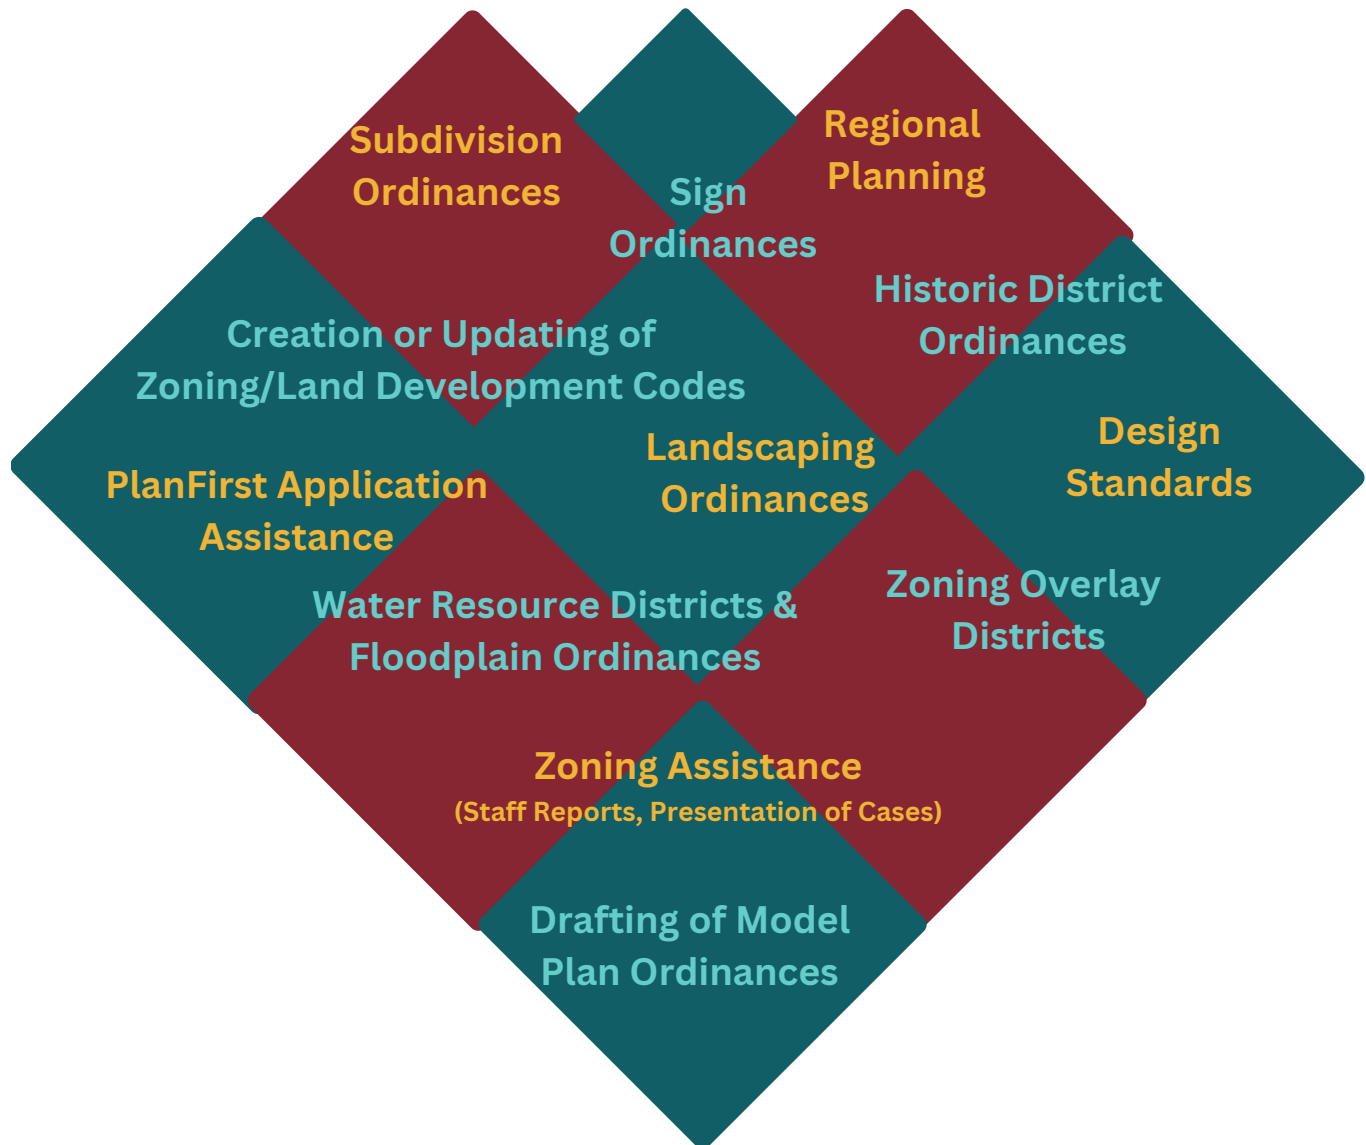 Subdivision
Ordinances
Sign
Ordinances
Regional
Planning
Historic District
Ordinances
Creation or Updating of
Zoning/Land Development Codes
Landscaping
Ordinances
Design
Standards
PlanFirst Application
Assistance
Water Resource Districts &
Floodplain Ordinances
Zoning Overlay
Districts
Zoning Assistance
(Staff Reports, Presentation of Cases)
Drafting of Model
Plan Ordinances